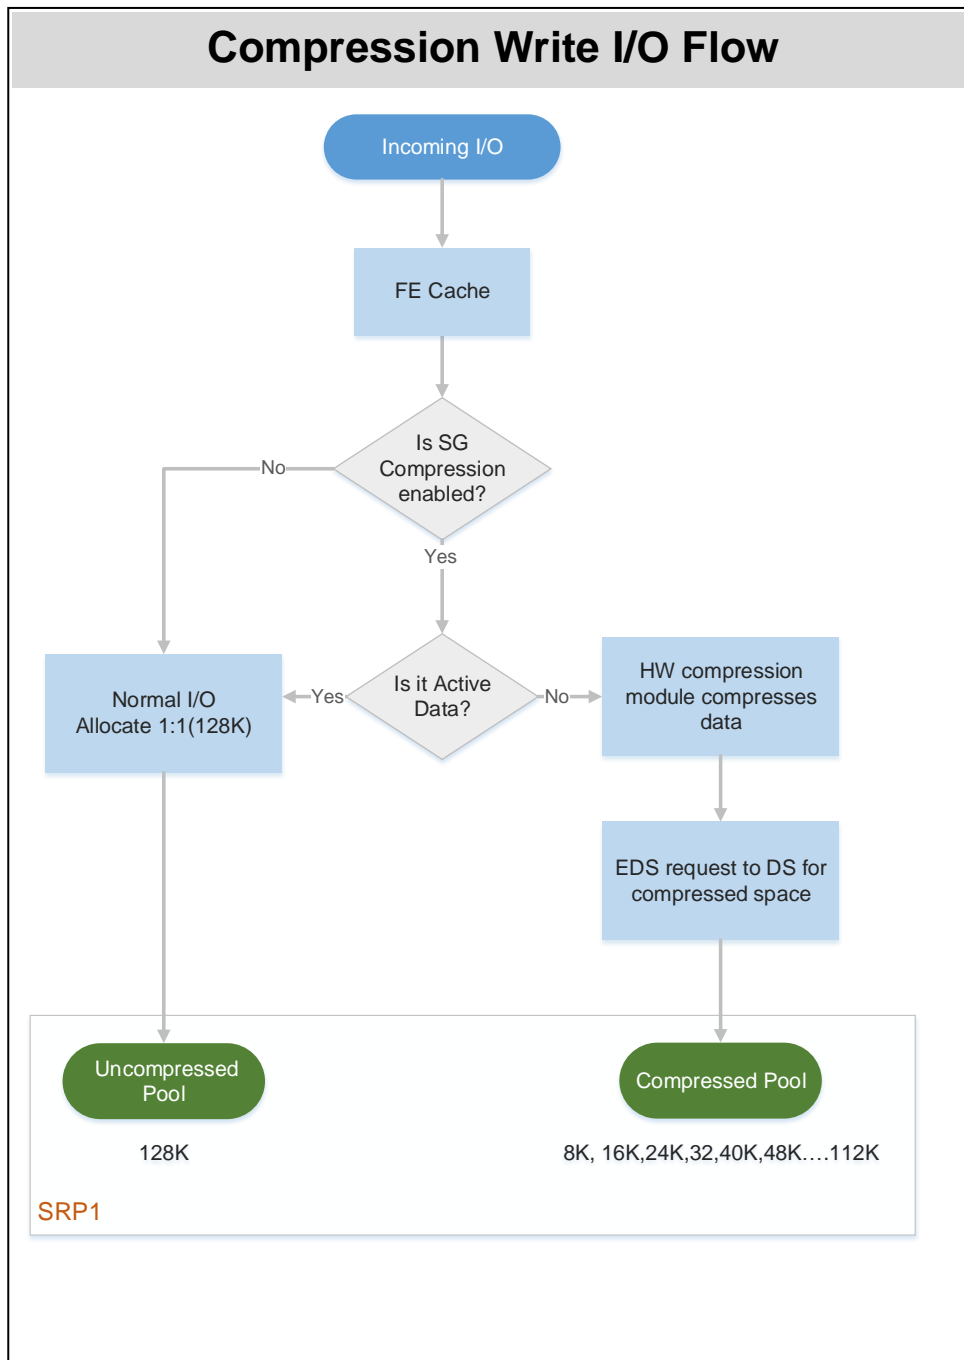 Compression Write I/O Flow
Incoming I/O
FE Cache
Is SG
Compression
enabled?
No
Yes
Normal I/O
Allocate 1:1(128K)
Yes
Is it Active
Data?
No
HW compression
module compresses
data
EDS request to DS for
compressed space
Uncompressed
Pool
Compressed Pool
128K
8K, 16K,24K,32,40K,48K….112K
SRP1